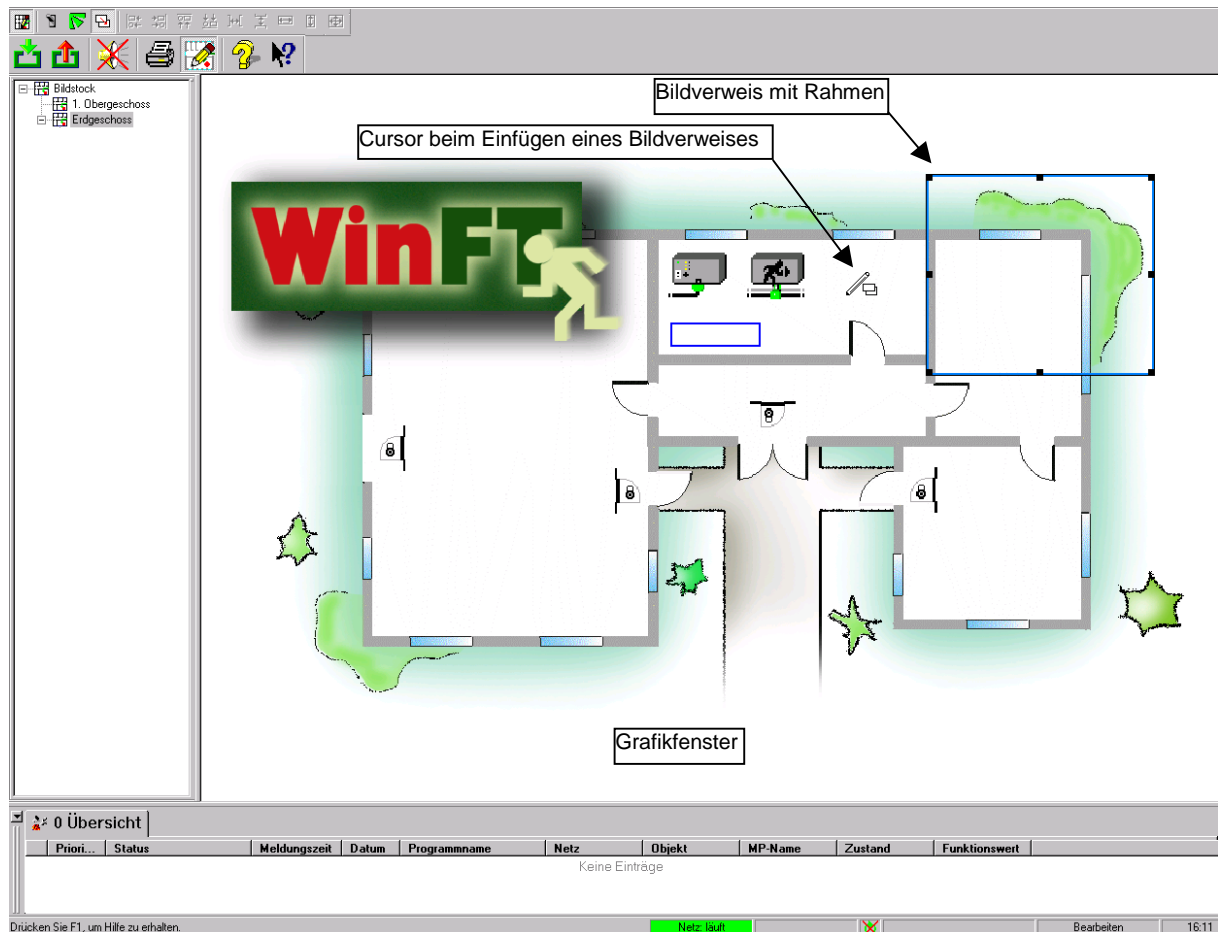 Bildstock
1. Obergeschoss
Erdgeschoss
Bildverweis mit Rahmen
Cursor beim Einfügen eines Bildverweises
WinFT
Grafikfenster
0 Übersicht
Priori... Status Meldungszeit Datum Programmname Netz Objekt MP-Name Zustand Funktionswert
Keine Einträge
Drücken Sie F1, um Hilfe zu erhalten. Netz: läuft Bearbeiten 16:11